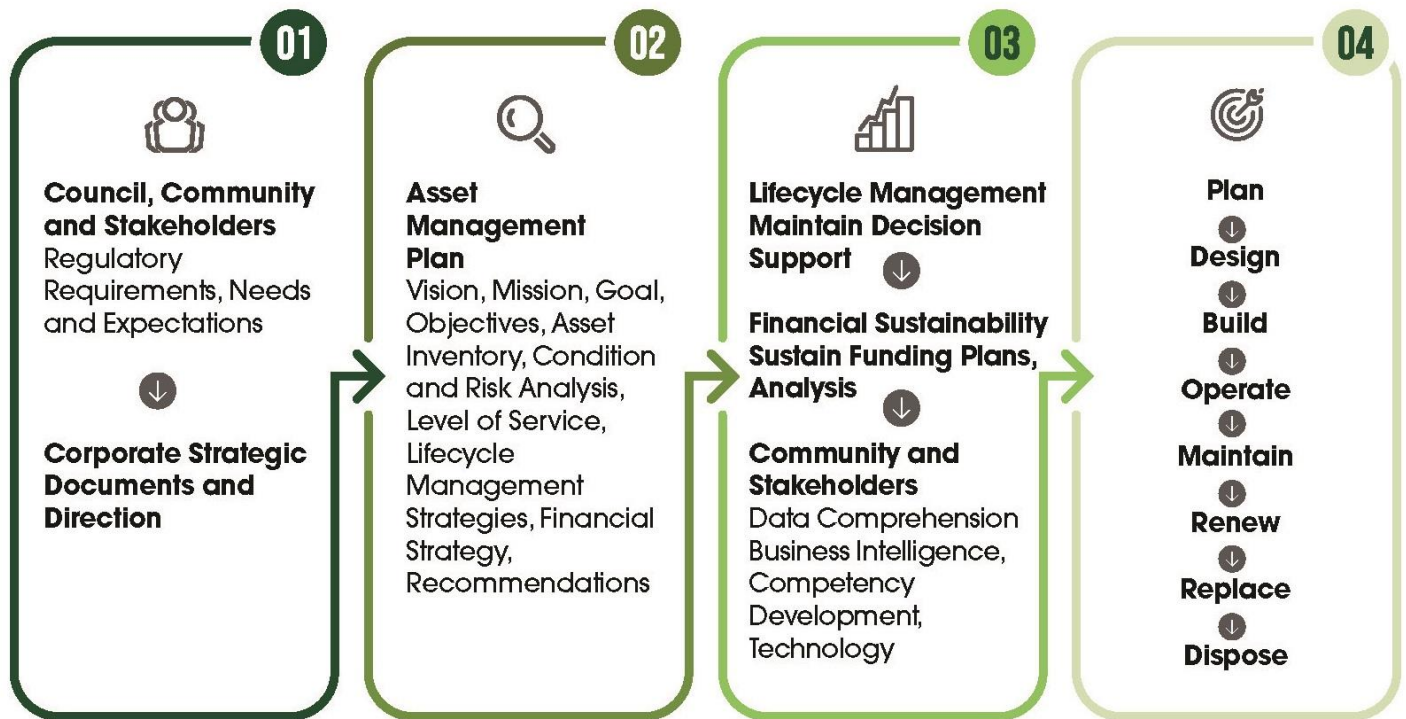 01
Council, Community
and Stakeholders
Regulatory
Requirements, Needs
and Expectations
Corporate Strategic
Documents and
Direction
02
Asset
Management
Plan
Vision, Mission, Goal,
Objectives, Asset
Inventory, Condition
and Risk Analysis,
Level of Service,
Lifecycle
Management
Strategies, Financial
Strategy,
Recommendations
03
Lifecycle Management
Maintain Decision
Support
Financial Sustainability
Sustain Funding Plans,
Analysis
Community and
Stakeholders
Data Comprehension
Business Intelligence,
Competency
Development,
Technology
04
Plan
Design
Build
Operate
Maintain
Renew
Replace
Dispose